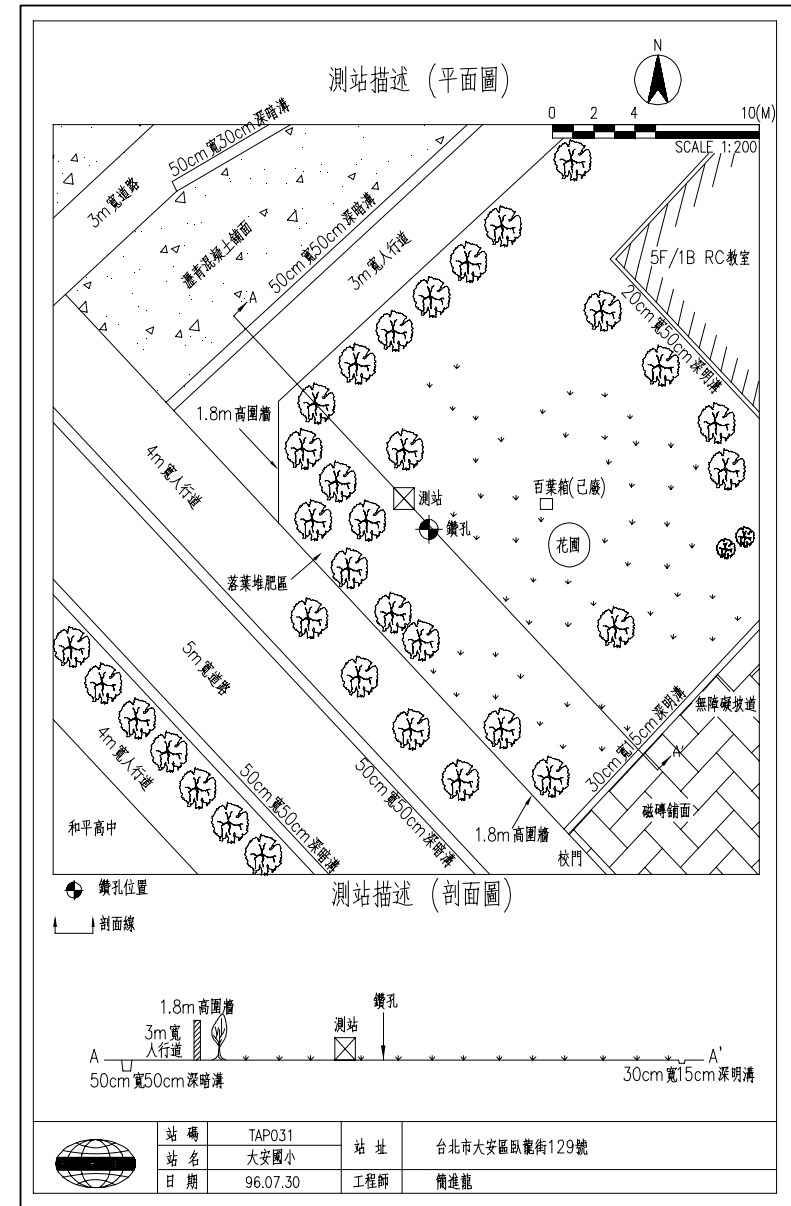 測站描述 (平面圖)
N
0 2 4 10(M)
SCALE 1:200
50cm寬30cm深暗溝
3m寬道路
瀝青混凝土舖面
50cm寬50cm深暗溝
3m寬人行道
A
5F/1B RC教室
20cm寬50cm深明溝
1.8m高圍牆
4m寬人行道
測站
百葉箱(已廢)
鑽孔
花圃
落葉堆肥區
5m寬道路
無障礙坡道
30cm寬15cm深明溝
A'
4m寬人行道
50cm寬50cm深暗溝
50cm寬50cm深暗溝
磁磚舖面
和平高中
1.8m高圍牆
校門
鑽孔位置
測站描述 (剖面圖)
剖面線
1.8m高圍牆
鑽孔
3m寬
人行道
測站
A
A'
50cm寬50cm深暗溝
30cm寬15cm深明溝
站碼 TAP031
站名 大安國小
站址 台北市大安區臥龍街129號
日期 96.07.30
工程師 簡進龍